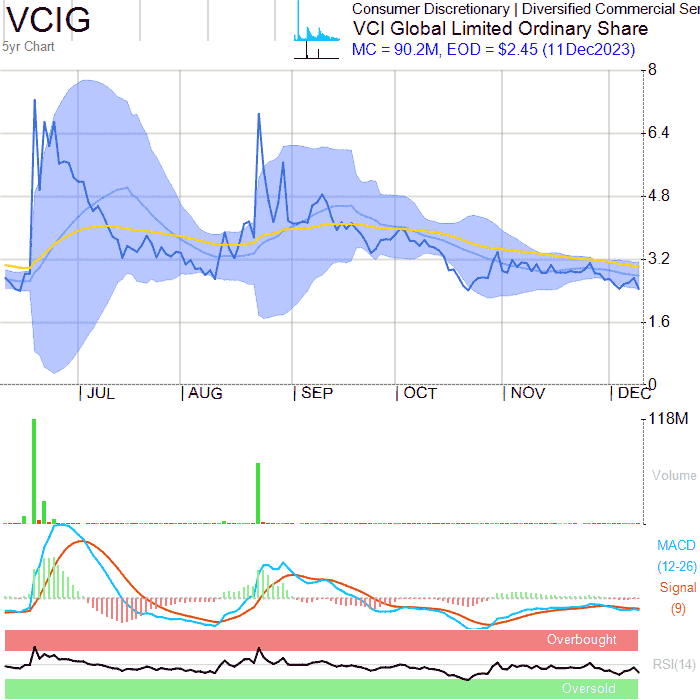 VCIG
5yr Chart
Consumer Discretionary | Diversified Commercial Ser
VCI Global Limited Ordinary Share
MC = 90.2M, EOD = $2.45 (11Dec2023)
8
6.4
4.8
3.2
1.6
0
| JUL | AUG | SEP | OCT | NOV | DEC
118M
Volume
MACD
(12-26)
Signal
(9)
Overbought
RSI(14)
Oversold